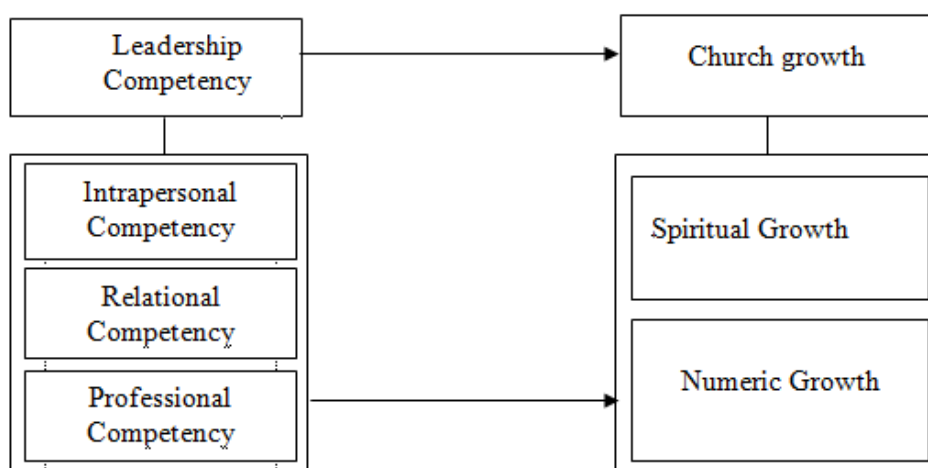 Leadership
Competency
Church growth
Intrapersonal
Competency
Relational
Competency
Professional
Competency
Spiritual Growth
Numeric Growth